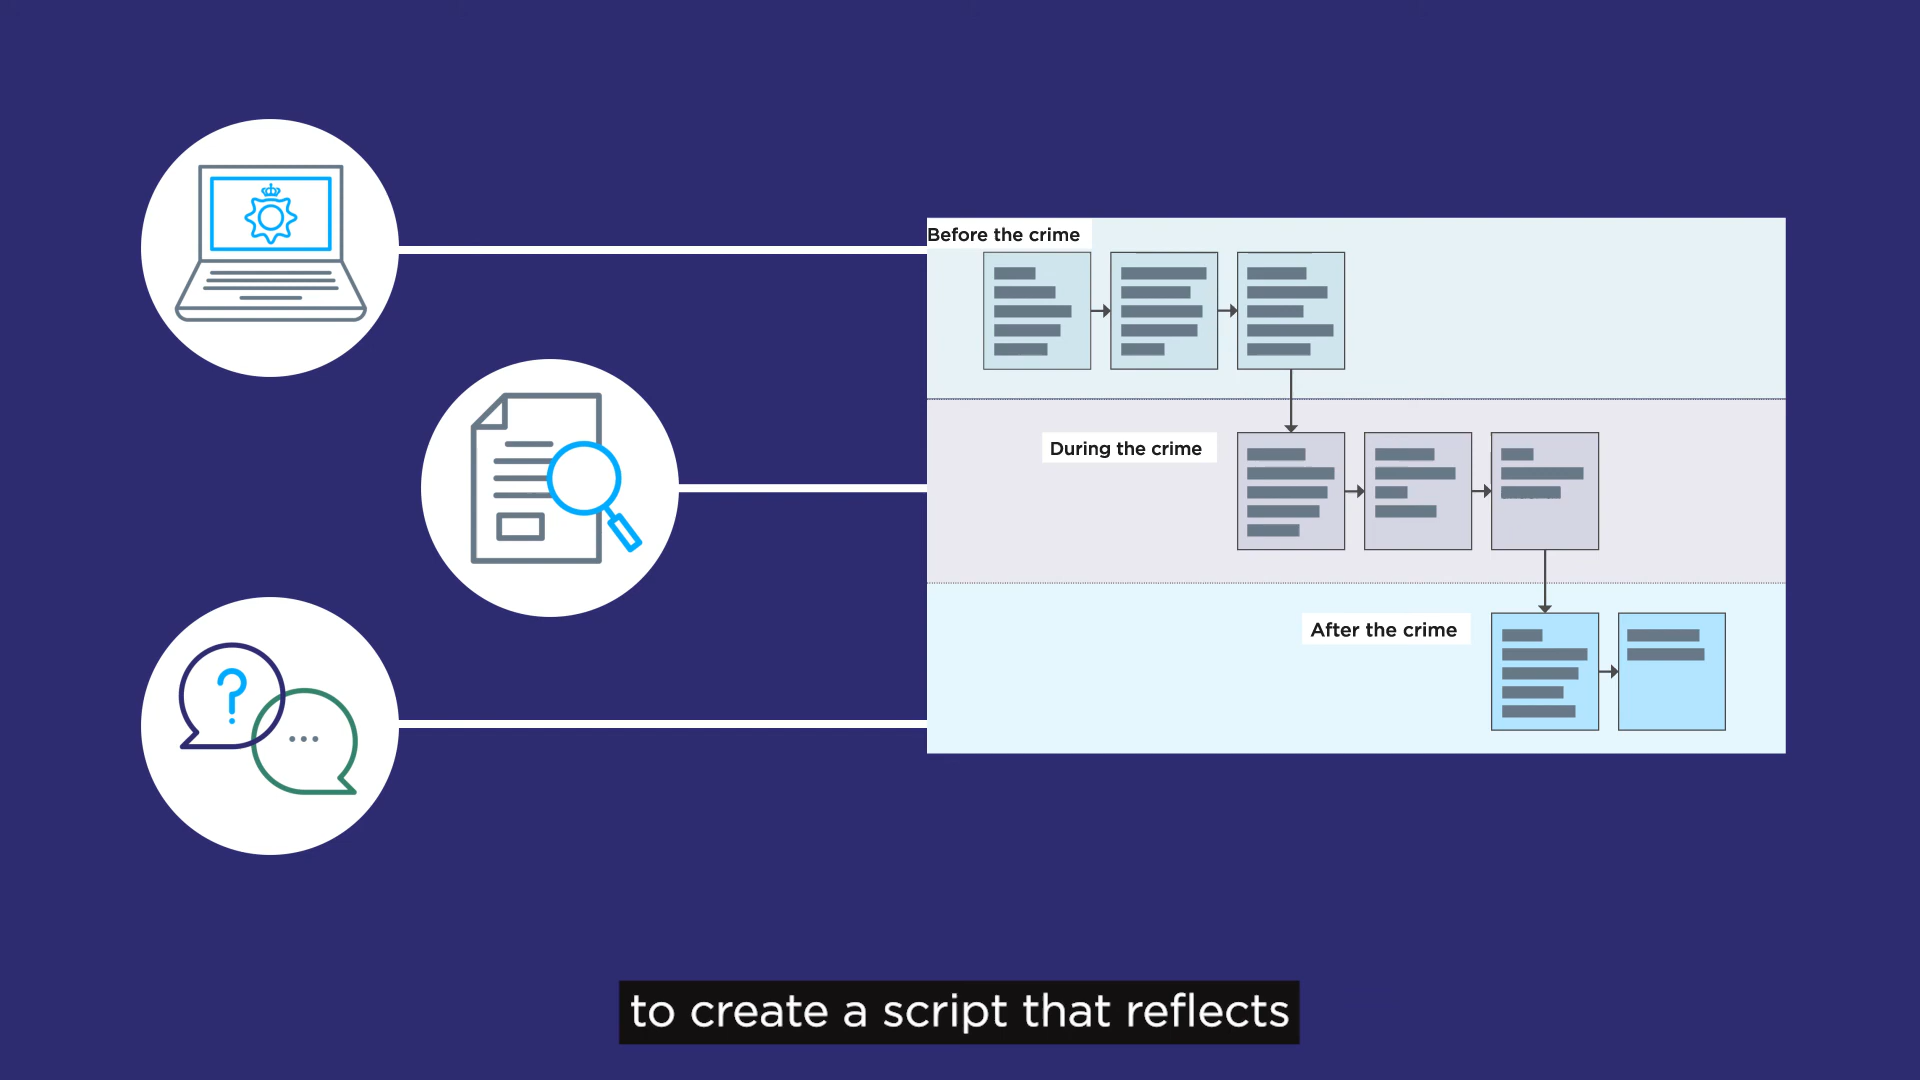 Before the crime
During the crime
After the crime
?
...
to create a script that reflects